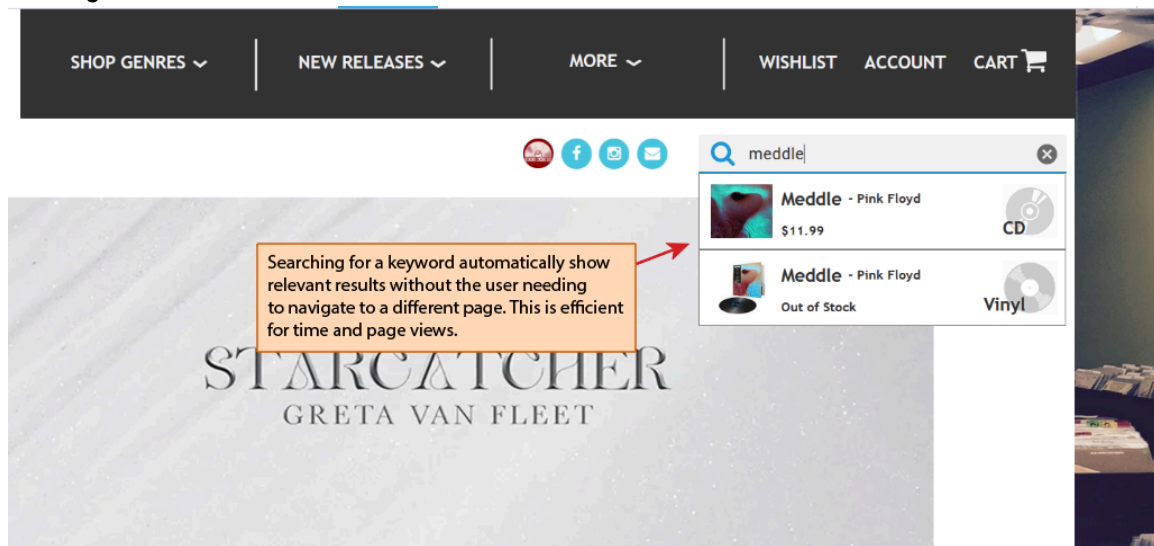 SHOP GENRES
NEW RELEASES
MORE
WISHLIST ACCOUNT CART
meddle
Meddle - Pink Floyd
$11.99
CD
Searching for a keyword automatically show
relevant results without the user needing
to navigate to a different page. This is efficient
for time and page views.
Meddle - Pink Floyd
Out of Stock
Vinyl
STARCATCHER
GRETA VAN FLEET